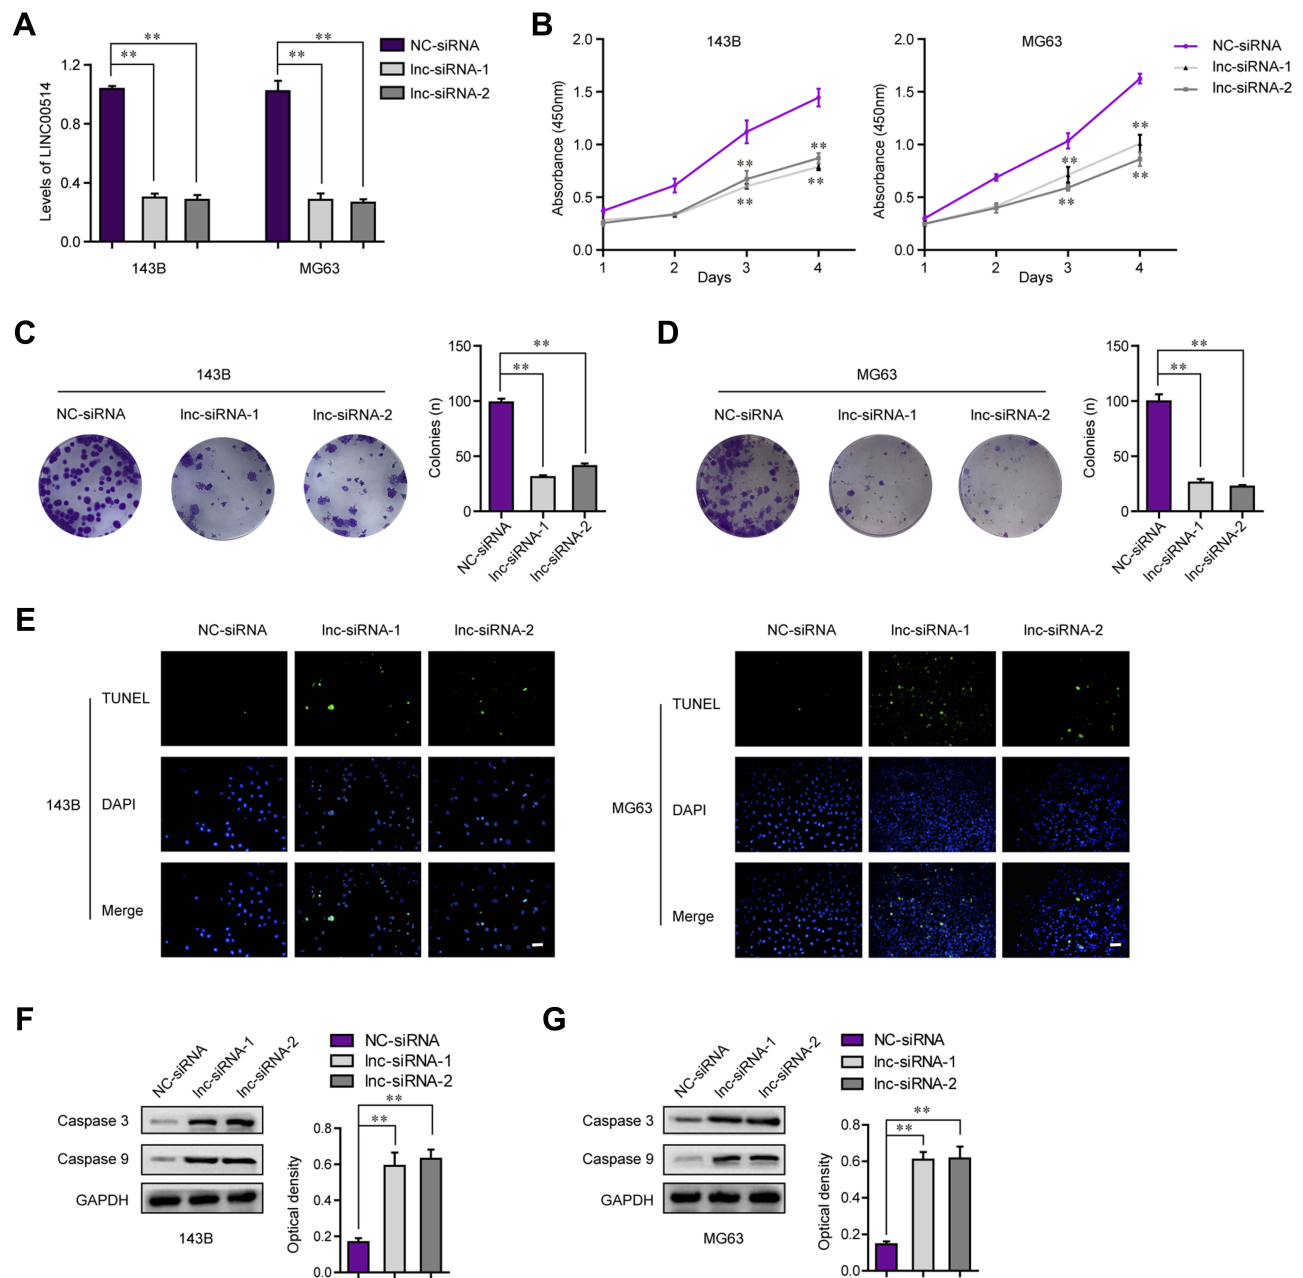 A
NC-siRNA
lnc-siRNA-1
lnc-siRNA-2
Levels of LINC00514
1.2
0.8
0.4
0.0
**
**
**
**
143B
MG63
B
143B
MG63
NC-siRNA
lnc-siRNA-1
lnc-siRNA-2
Absorbance (450nm)
2.0
1.5
1.0
0.5
0.0
**
**
**
**
1 2 3 4
Days
Absorbance (450nm)
2.0
1.5
1.0
0.5
0.0
**
**
**
**
1 2 3 4
Days
C
143B
NC-siRNA lnc-siRNA-1 lnc-siRNA-2
Colonies (n)
150
100
50
0
**
**
NC-siRNA
lnc-siRNA-1
lnc-siRNA-2
D
MG63
NC-siRNA lnc-siRNA-1 lnc-siRNA-2
Colonies (n)
150
100
50
0
**
**
NC-siRNA
lnc-siRNA-1
lnc-siRNA-2
E
NC-siRNA lnc-siRNA-1 lnc-siRNA-2
TUNEL
143B
DAPI
Merge
NC-siRNA lnc-siRNA-1 lnc-siRNA-2
TUNEL
MG63
DAPI
Merge
F
NC-siRNA
lnc-siRNA-1
lnc-siRNA-2
Caspase 3
Caspase 9
GAPDH
143B
NC-siRNA
lnc-siRNA-1
lnc-siRNA-2
Optical density
0.8
0.6
0.4
0.2
0.0
**
**
G
NC-siRNA
lnc-siRNA-1
lnc-siRNA-2
Caspase 3
Caspase 9
GAPDH
MG63
NC-siRNA
lnc-siRNA-1
lnc-siRNA-2
Optical density
0.8
0.6
0.4
0.2
0.0
**
**